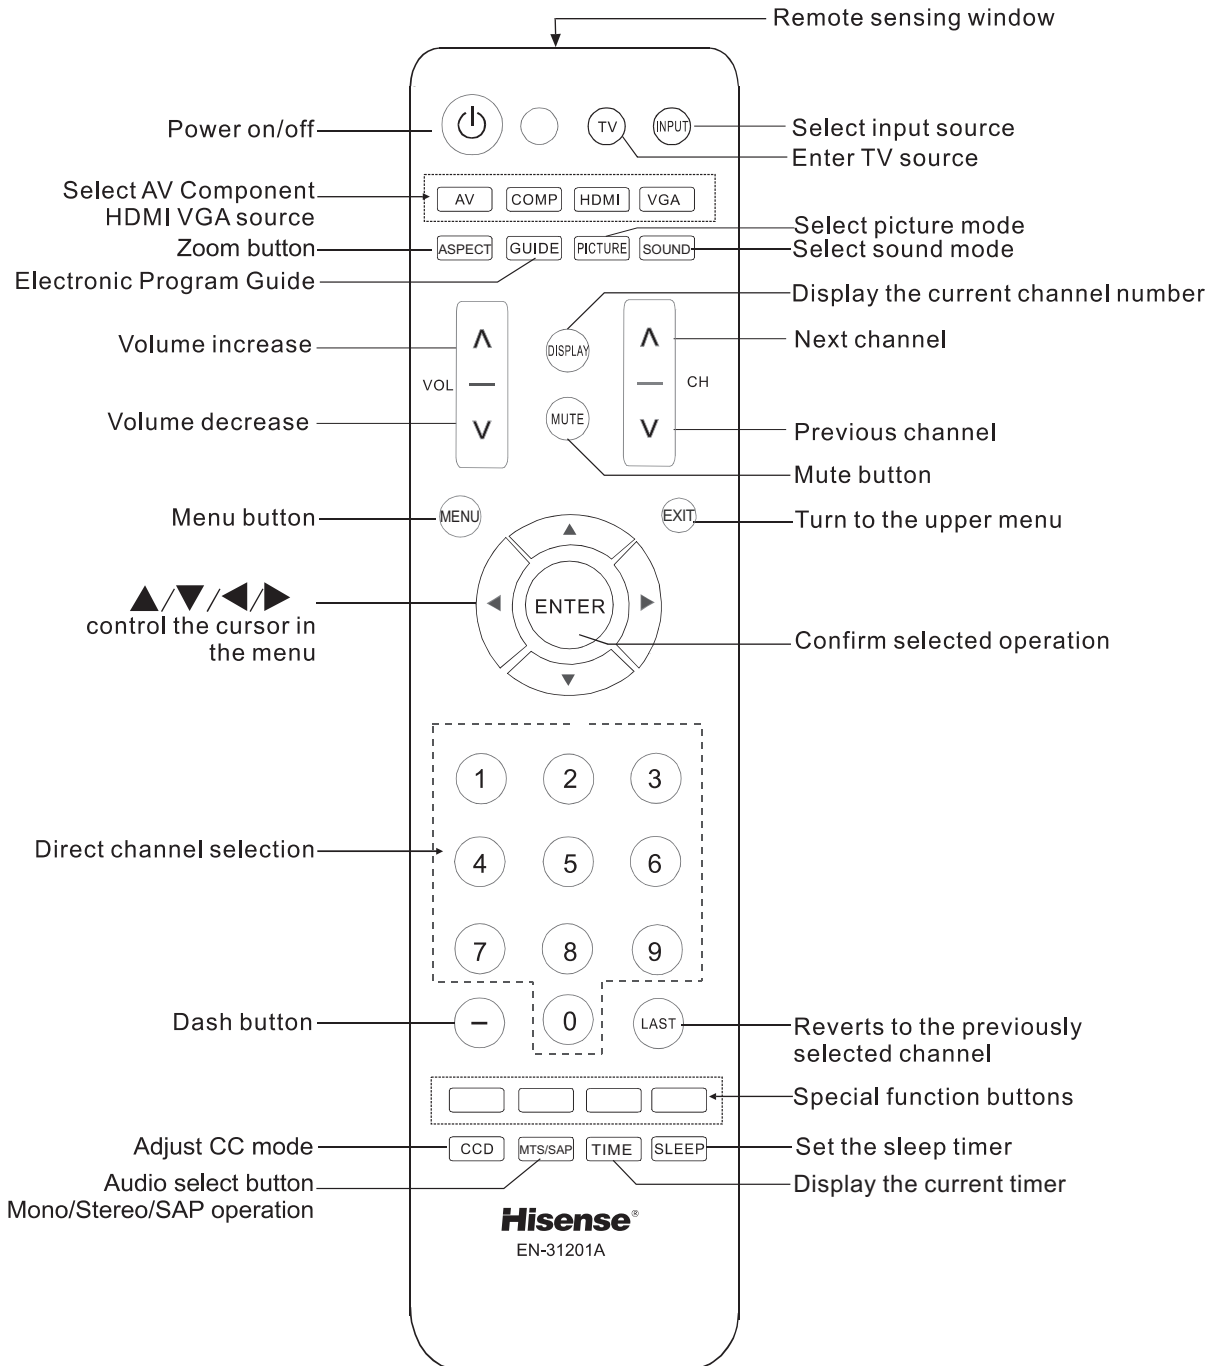 Remote sensing window
Power on/off
TV
INPUT
Select input source
Enter TV source
Select AV Component
HDMI VGA source
AV
COMP
HDMI
VGA
Zoom button
ASPECT
GUIDE
PICTURE
SOUND
Select picture mode
Select sound mode
Electronic Program Guide
Display the current channel number
Volume increase
DISPLAY
Next channel
VOL
CH
Volume decrease
MUTE
Previous channel
Mute button
Menu button
MENU
EXIT
Turn to the upper menu
▲/▼/◀/▶
control the cursor in
the menu
ENTER
Confirm selected operation
1
2
3
Direct channel selection
4
5
6
7
8
9
Dash button
–
0
LAST
Reverts to the previously
selected channel
Special function buttons
Adjust CC mode
CCD
MTS/SAP
TIME
SLEEP
Set the sleep timer
Audio select button
Mono/Stereo/SAP operation
Display the current timer
Hisense®
EN-31201A